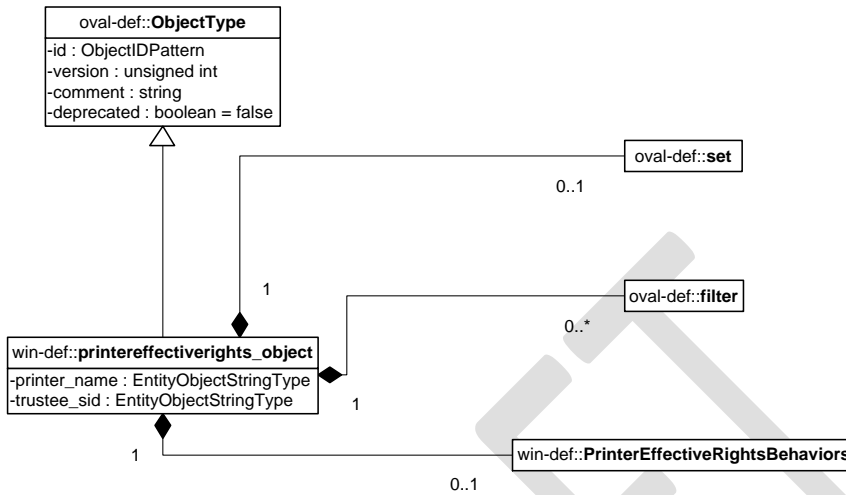 oval-def::ObjectType
-id : ObjectIDPattern
-version : unsigned int
-comment : string
-deprecated : boolean = false
oval-def::set
0..1
1
oval-def::filter
0..*
win-def::printereffectiverights_object
-printer_name : EntityObjectStringType
-trustee_sid : EntityObjectStringType
1
1
win-def::PrinterEffectiveRightsBehaviors
0..1